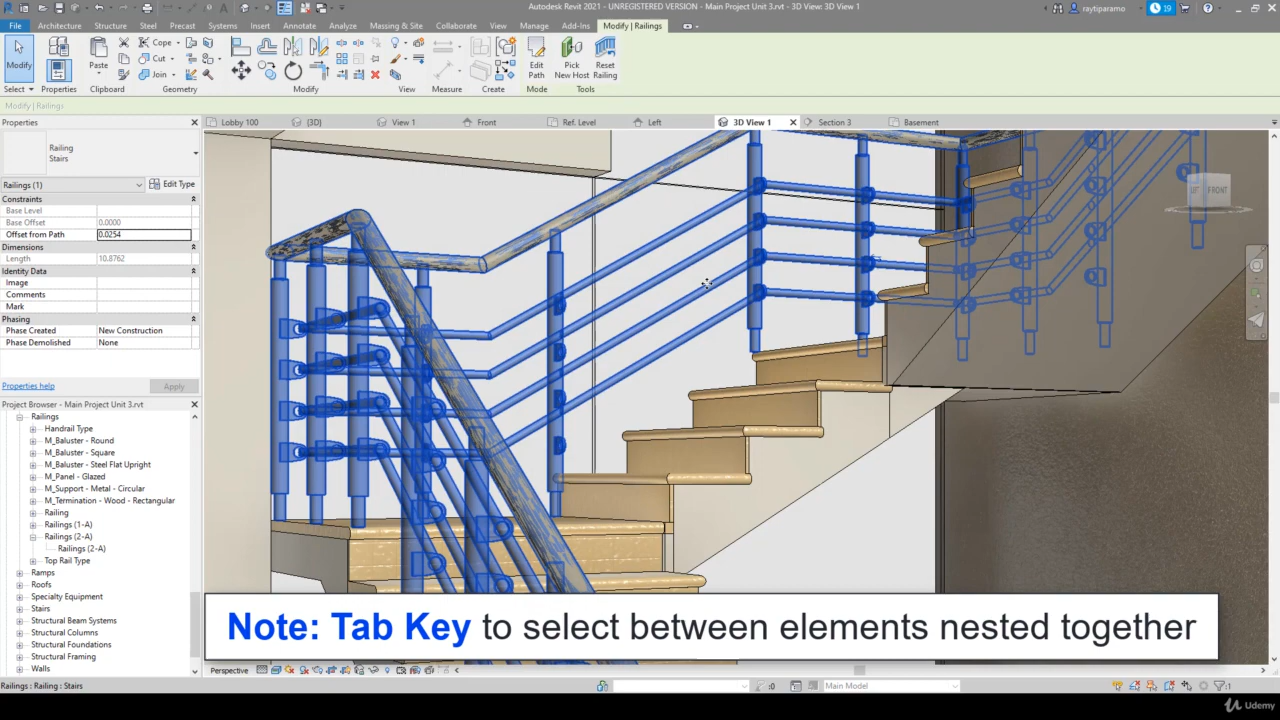 Autodesk Revit 2021 - UNREGISTERED VERSION - Main Project Unit 3.rvt - 3D View: 3D View 1
raytiparamo
19
File Architecture Structure Steel Precast Systems Insert Annotate Analyze Massing & Site Collaborate View Manage Add-Ins Modify | Railings
Modify Paste Cope Cut Join Edit Path Pick New Host Reset Railing
Select Properties Clipboard Geometry Modify View Measure Create Mode Tools
Modify | Railings
Properties
Lobby 100 {3D} View 1 Front Ref. Level Left 3D View 1 Section 3 Basement
Railing
Stairs
Railings (1) Edit Type
Constraints
Base Level
Base Offset 0.0000
Offset from Path 0.0254
Dimensions
Length 10.8762
Identity Data
Image
Comments
Mark
Phasing
Phase Created New Construction
Phase Demolished None
Properties help Apply
Project Browser - Main Project Unit 3.rvt
Railings
Handrail Type
M_Baluster - Round
M_Baluster - Square
M_Baluster - Steel Flat Upright
M_Panel - Glazed
M_Support - Metal - Circular
M_Termination - Wood - Rectangular
Railing
Railings (1-A)
Railings (2-A)
Railings (2-A)
Top Rail Type
Ramps
Roofs
Specialty Equipment
Stairs
Structural Beam Systems
Structural Columns
Structural Foundations
Structural Framing
Walls
FRONT
Note: Tab Key to select between elements nested together
Perspective
Railings : Railing : Stairs
:0
Main Model
:1
Udemy